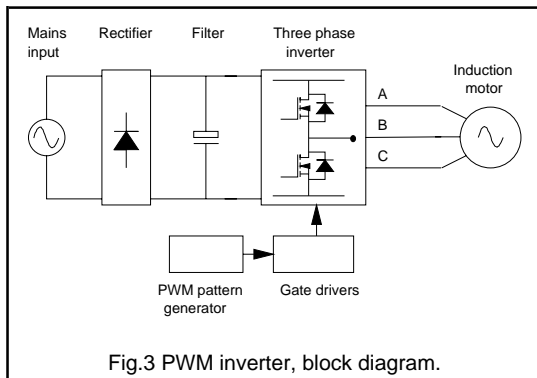 Mains
input
Rectifier
Filter
Three phase
inverter
Induction
motor
A
B
C
PWM pattern
generator
Gate drivers
Fig.3 PWM inverter, block diagram.